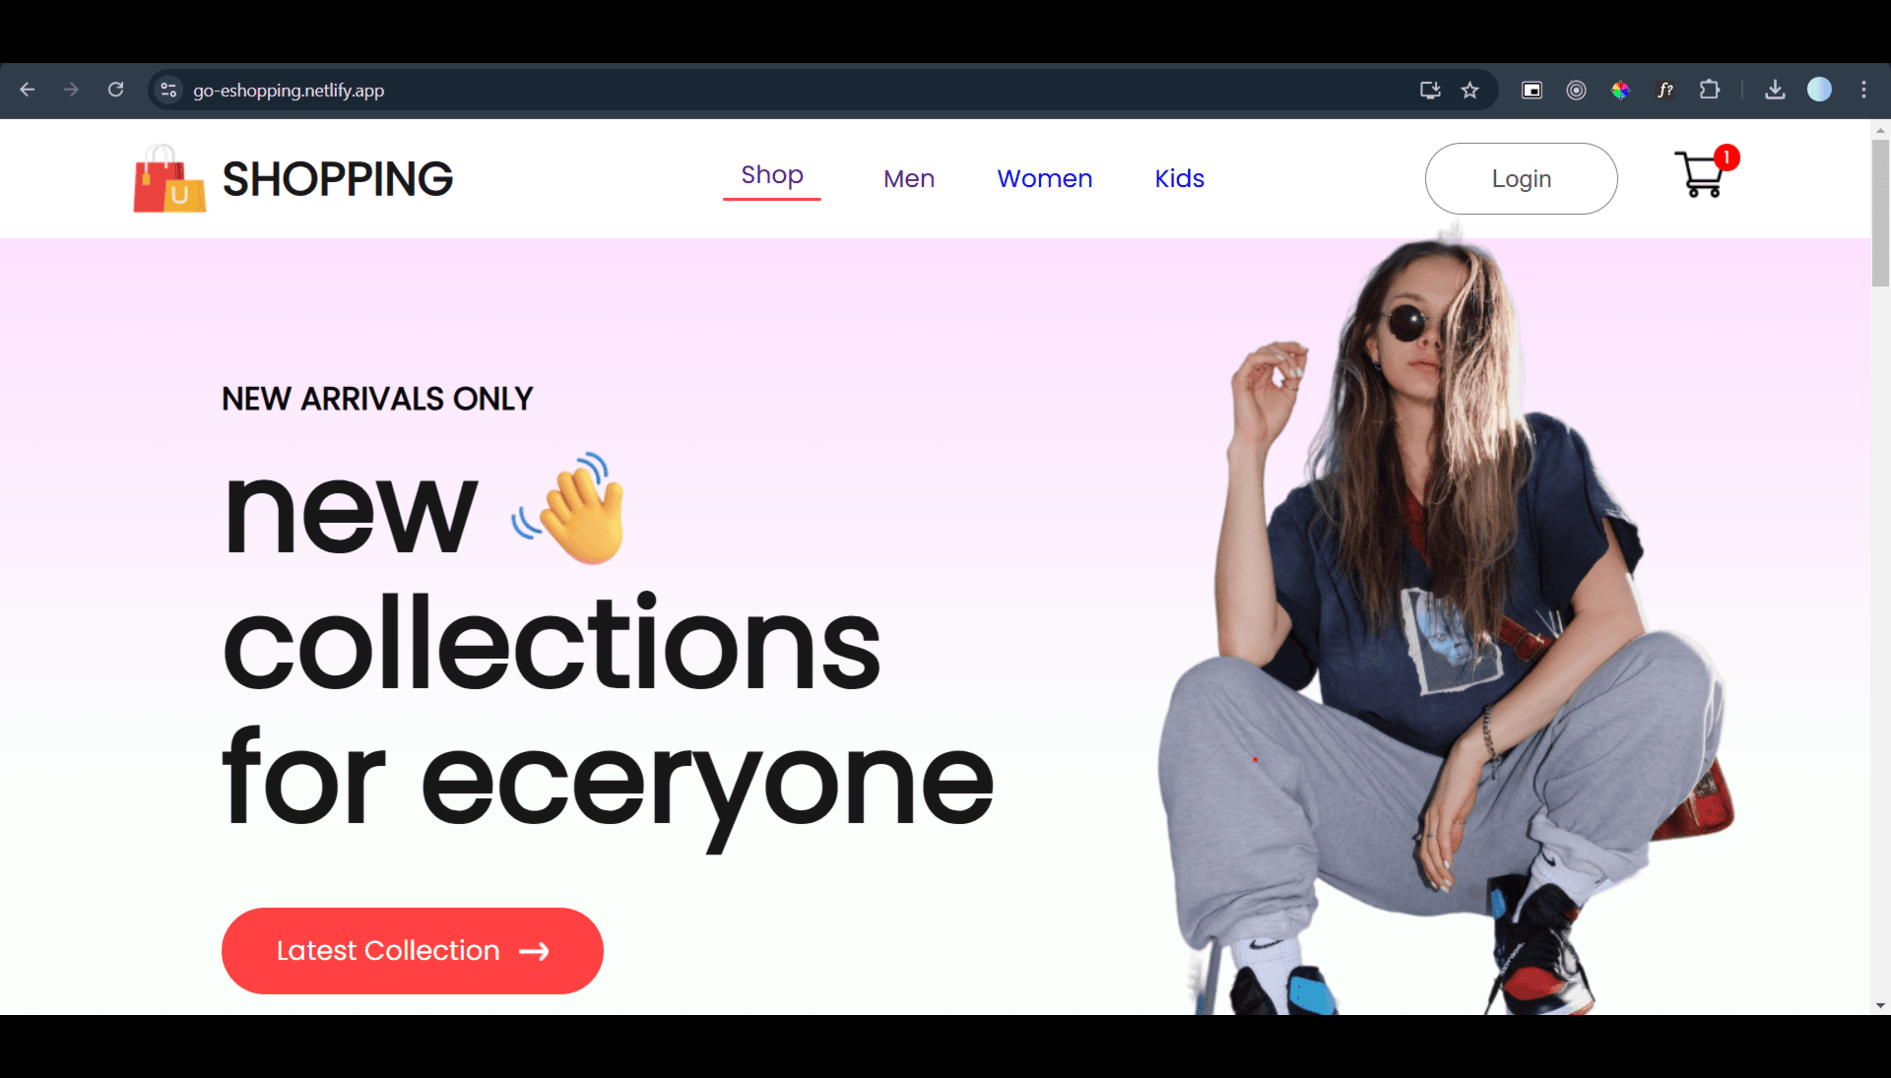 go-eshopping.netlify.app
f?
SHOPPING
Shop Men Women Kids
Login
1
U
NEW ARRIVALS ONLY
new 👋
collections
for eceryone
Latest Collection →